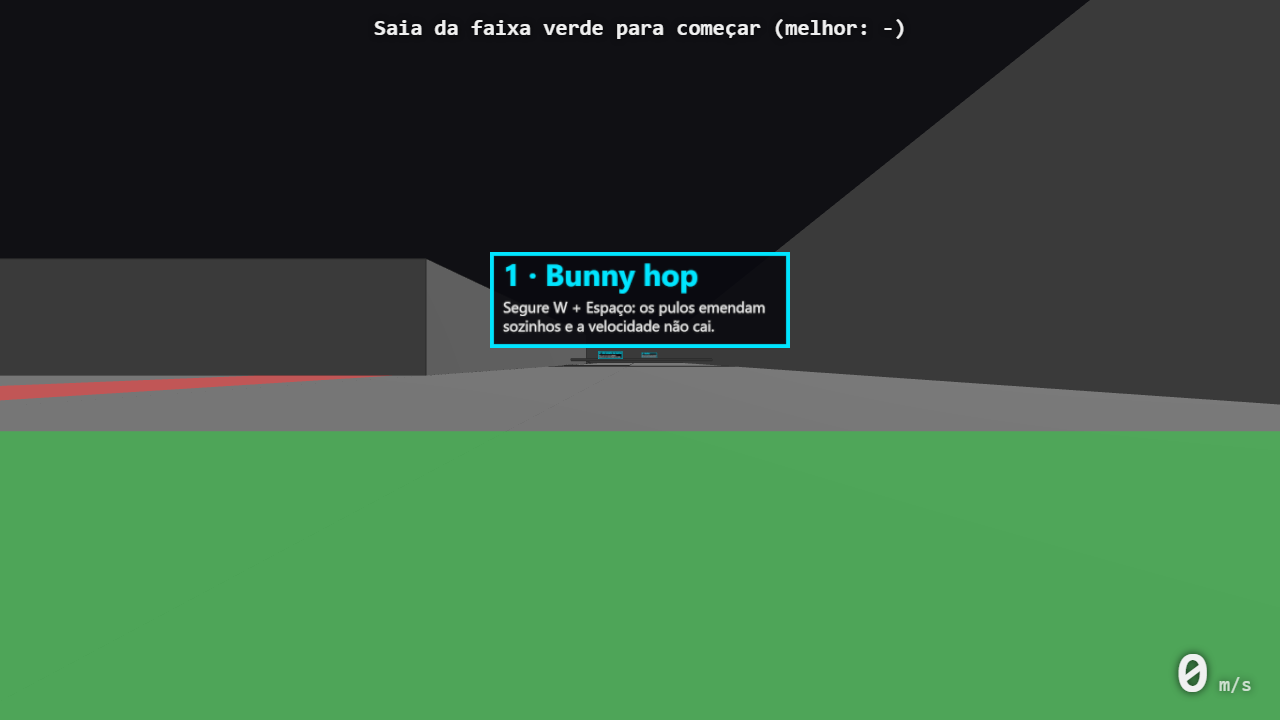 Saia da faixa verde para começar (melhor: -)
1 · Bunny hop
Segure W + Espaço: os pulos emendam
sozinhos e a velocidade não cai.
0 m/s